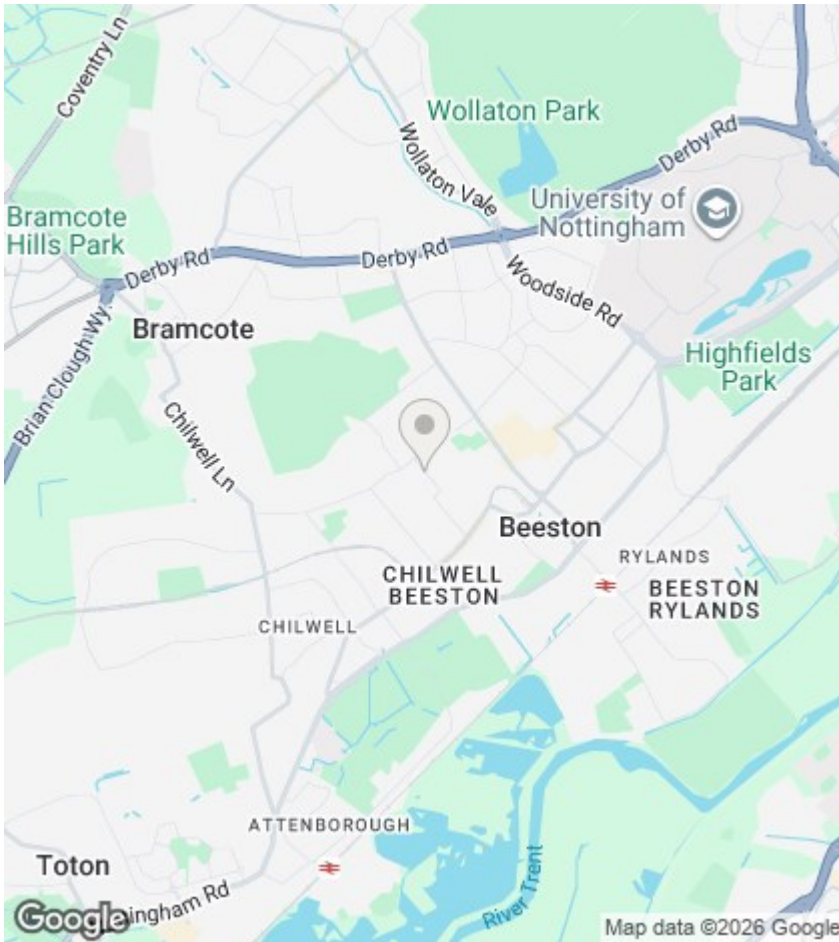 Coventry Ln
Wollaton Park
Derby Rd
Wollaton Vale
University of
Nottingham
Bramcote
Hills Park
Derby Rd
Derby Rd
Woodside Rd
Bramcote
Brian Clough Wy.
Highfields
Park
Chilwell Ln
Beeston
RYLANDS
CHILWELL
BEESTON
BEESTON
RYLANDS
CHILWELL
ATTENBOROUGH
Toton
River Trent
ingham Rd
Google
Map data ©2026 Google